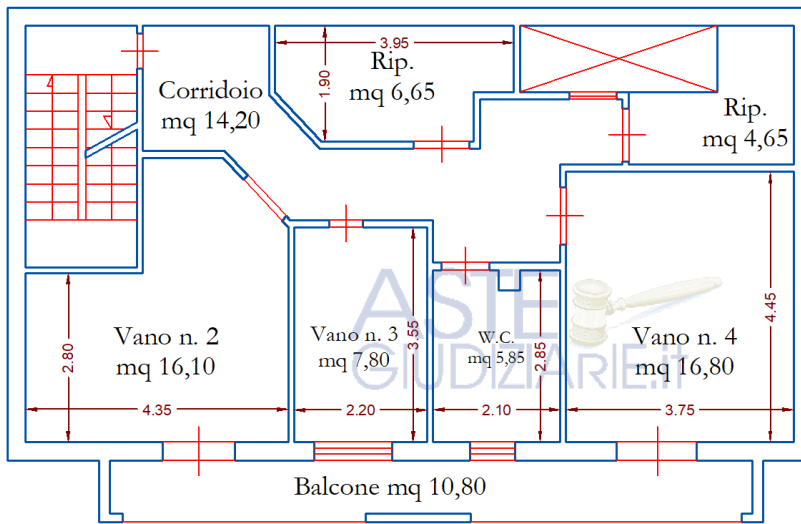 3.95
Rip.
mq 6,65
1.90
Corridoio
mq 14,20
Rip.
mq 4,65
ASTE
GIUDIZIARIE.it
Vano n. 2
mq 16,10
2.80
4.35
Vano n. 3
mq 7,80
3.55
2.20
W.C.
mq 5,85
2.85
2.10
Vano n. 4
mq 16,80
4.45
3.75
Balcone mq 10,80